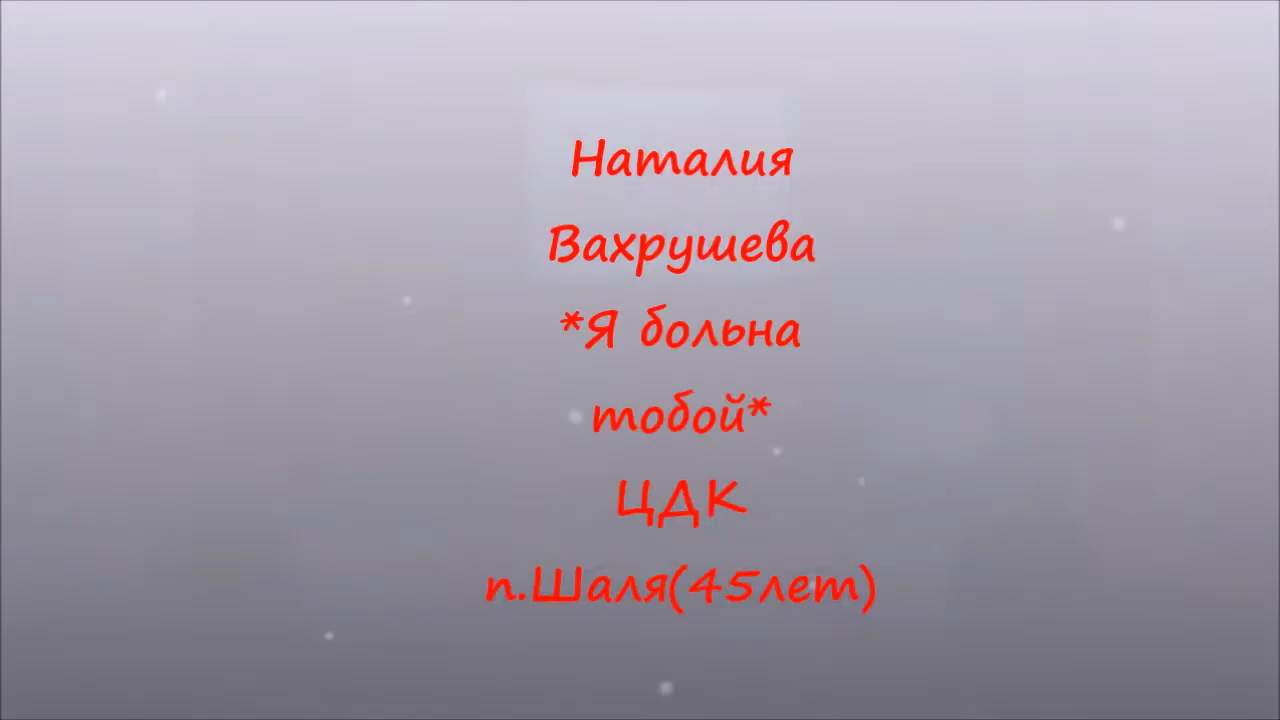 Наталия
Вахрушева
*Я больна
тобой*
ЦДК
п.Шаля(45лет)